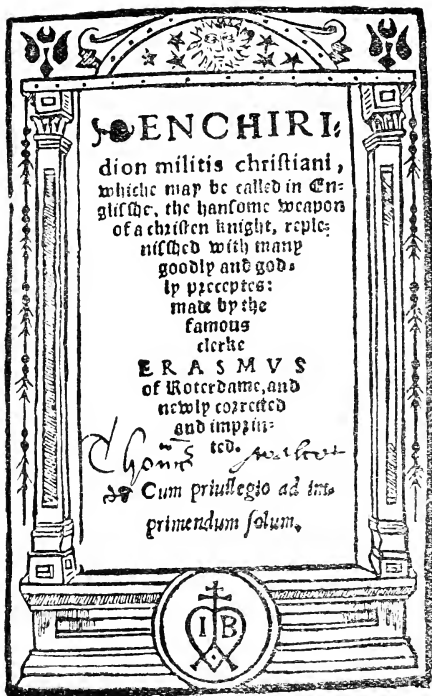 ENCHIRI⸗
dion militis chriſtiani,
whiche may be called in En⸗
gliſſhe, the hanſome weapon
of a chriſten knight, reple⸗
niſſhed with many
goodly and god⸗
ly preceptes:
made by the
famous
clerke
ERASMVS
of Roterdame, and
newly corrected
and imprin⸗
ted.
Cum priuilegio ad im⸗
primendum ſolum.
I B